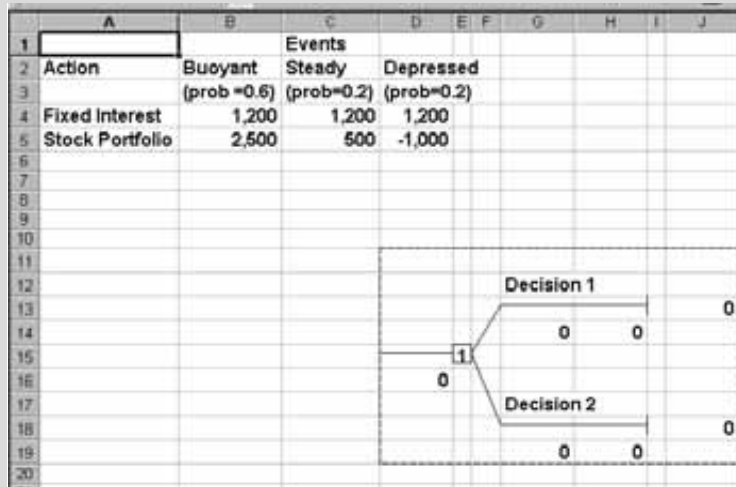 A B C D E F G H I J
1 Events
2 Action Buoyant Steady Depressed
3 (prob =0.6) (prob=0.2) (prob=0.2)
4 Fixed Interest 1,200 1,200 1,200
5 Stock Portfolio 2,500 500 -1,000
6
7
8
9
10
11
12 Decision 1
13 0
14 0 0
15 1
16 0
17 Decision 2
18 0
19 0 0
20